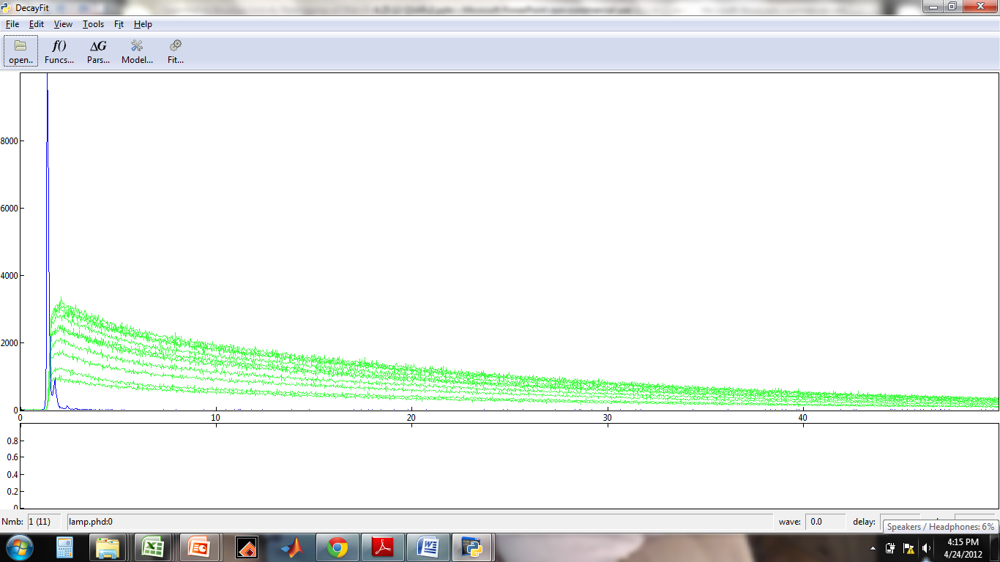 DecayFit
File Edit View Tools Fit Help
f() ΔG
open.. Funcs... Pars... Model... Fit...
8000
6000
4000
2000
0
0 10 20 30 40
0.8
0.6
0.4
0.2
0
Nmb: 1 (11) lamp.phd:0 wave: 0.0 delay:
Speakers / Headphones: 6%
4:15 PM
4/24/2012